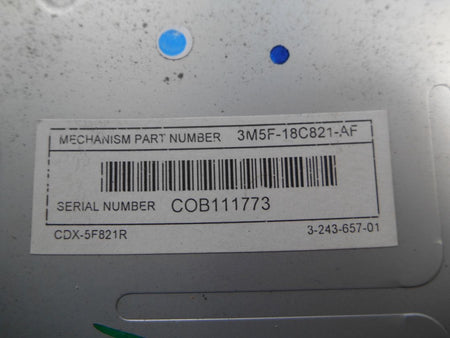 MECHANISM PART NUMBER 3M5F-18C821-AF
SERIAL NUMBER COB111773
CDX-5F821R 3-243-657-01